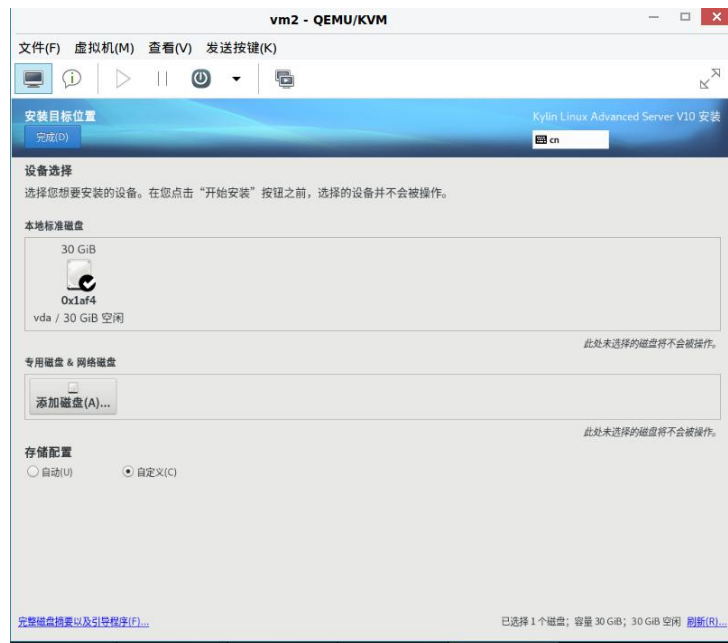 vm2 - QEMU/KVM
文件(F) 虚拟机(M) 查看(V) 发送按键(K)
安装目标位置
Kylin Linux Advanced Server V10 安装
完成(D)
cn
设备选择
选择您想要安装的设备。在您点击“开始安装”按钮之前，选择的设备并不会被操作。
本地标准磁盘
30 GiB
0x1af4
vda / 30 GiB 空闲
此处未选择的磁盘将不会被操作。
专用磁盘 & 网络磁盘
添加磁盘(A)...
此处未选择的磁盘将不会被操作。
存储配置
自动(U) 自定义(C)
完整磁盘摘要以及引导程序(F)... 已选择 1 个磁盘；容量 30 GiB；30 GiB 空闲 刷新(R)...